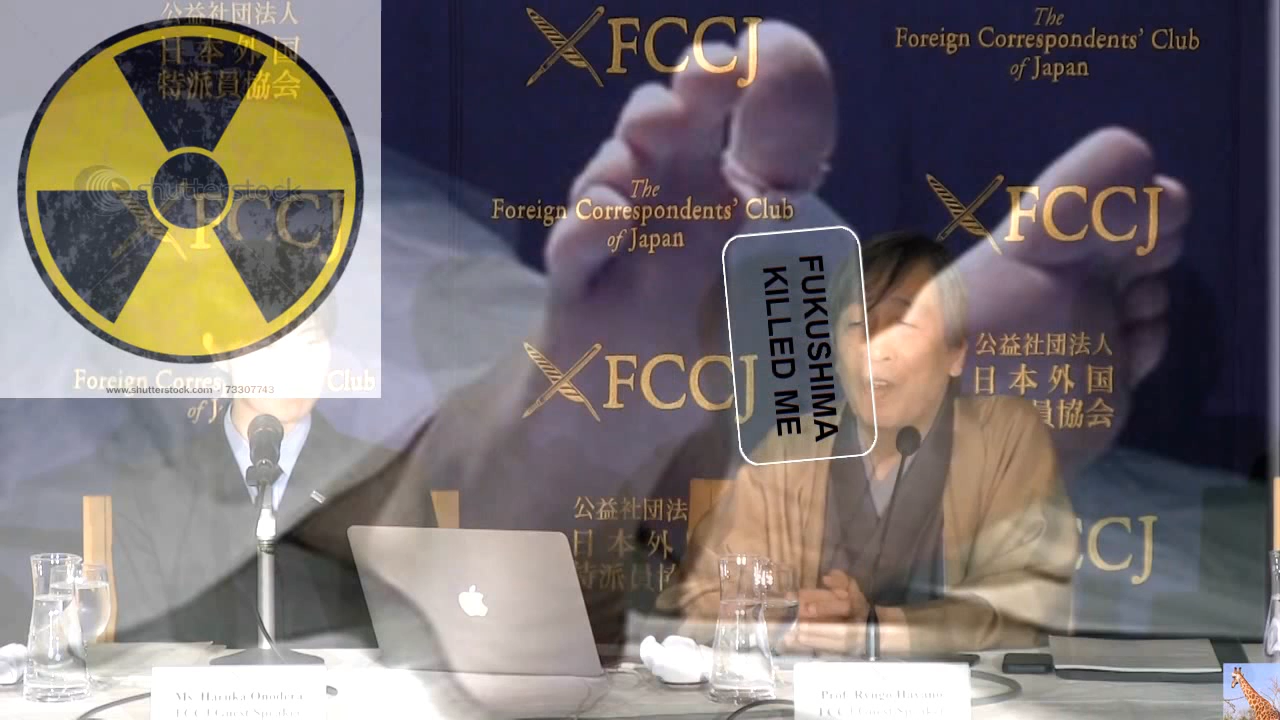 公益社団法人
日本外国
特派員協会
FCCJ
The
Foreign Correspondents' Club
of Japan
shutterstock
FCCJ
The
Foreign Correspondents' Club
of Japan
FCCJ
FUKUSHIMA
KILLED ME
FCCJ
公益社団法人
日本外国
員協会
www.shutterstock.com · 73307743
Foreign Corres
Club
of J
公益社団法
日本外
特派員
CCJ
Ms. Haruka Onodera
FCCJ Guest Speaker
Prof. Ryugo Hayano
FCCJ Guest Speaker